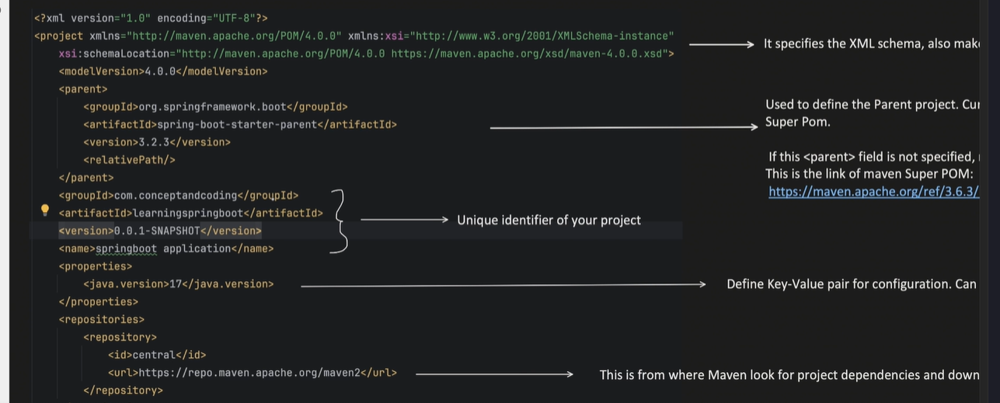 <?xml version="1.0" encoding="UTF-8"?>
<project xmlns="http://maven.apache.org/POM/4.0.0" xmlns:xsi="http://www.w3.org/2001/XMLSchema-instance"
xsi:schemaLocation="http://maven.apache.org/POM/4.0.0 https://maven.apache.org/xsd/maven-4.0.0.xsd">
It specifies the XML schema, also mak
<modelVersion>4.0.0</modelVersion>
<parent>
<groupId>org.springframework.boot</groupId>
<artifactId>spring-boot-starter-parent</artifactId>
<version>3.2.3</version>
<relativePath/>
</parent>
Used to define the Parent project. Cur
Super Pom.
If this <parent> field is not specified,
This is the link of maven Super POM:
https://maven.apache.org/ref/3.6.3/
<groupId>com.conceptandcoding</groupId>
<artifactId>learningspringboot</artifactId>
<version>0.0.1-SNAPSHOT</version>
<name>springboot application</name>
Unique identifier of your project
<properties>
<java.version>17</java.version>
</properties>
Define Key-Value pair for configuration. Can
<repositories>
<repository>
<id>central</id>
<url>https://repo.maven.apache.org/maven2</url>
</repository>
This is from where Maven look for project dependencies and down